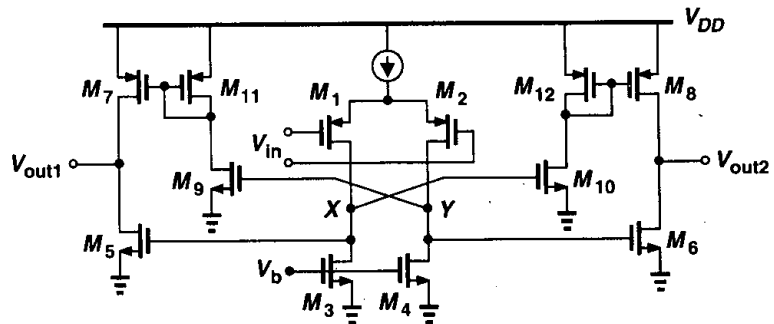 V_DD
M_7
M_11
M_1
M_2
M_12
M_8
V_in
V_out1
M_9
M_10
V_out2
X
Y
M_5
M_6
V_b
M_3
M_4